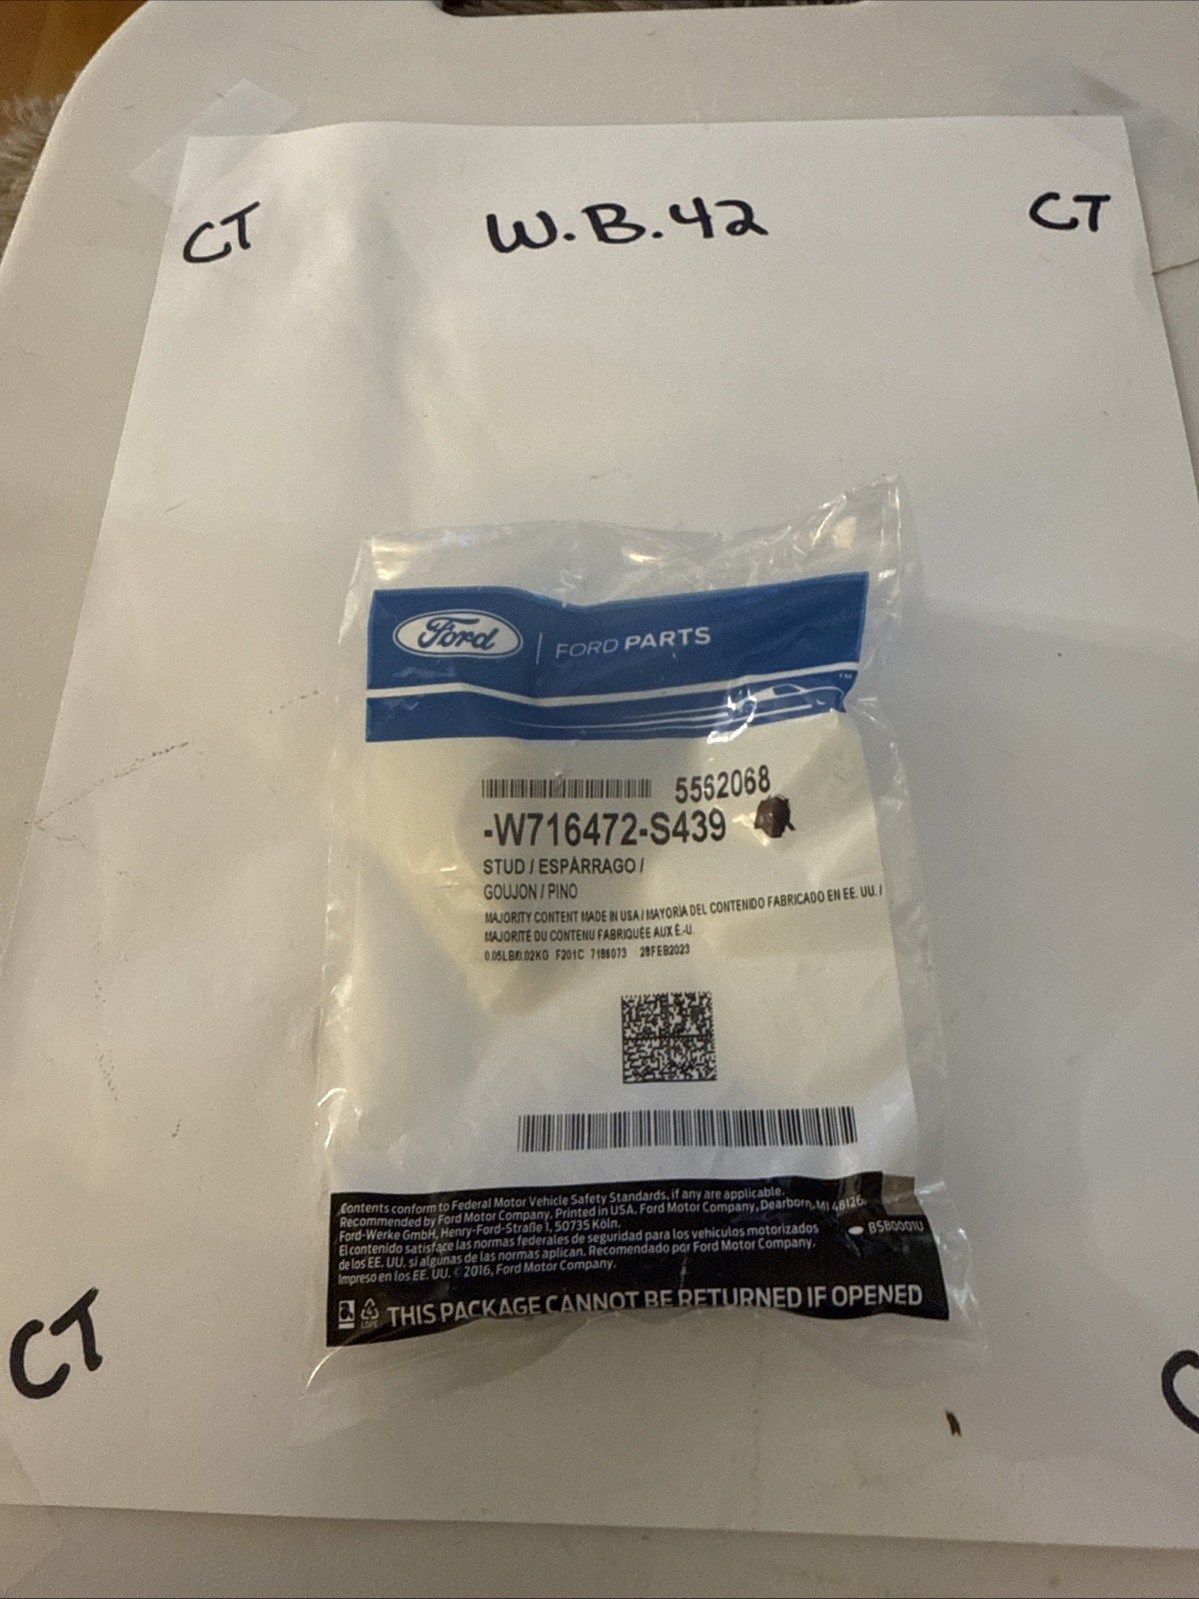 CT W.B.42 CT
Ford | FORD PARTS
TM
5562068
-W716472-S439
STUD / ESPÁRRAGO /
GOUJON / PINO
MAJORITY CONTENT MADE IN USA / MAYORÍA DEL CONTENIDO FABRICADO EN EE. UU. /
MAJORITÉ DU CONTENU FABRIQUÉE AUX É.-U.
0.05LB/0.02KG F201C 7186073 28FEB2023
Contents conform to Federal Motor Vehicle Safety Standards, if any are applicable.
Recommended by Ford Motor Company. Printed in USA. Ford Motor Company, Dearborn, MI 48126.
Ford-Werke GmbH, Henry-Ford-Straße 1, 50735 Köln.
El contenido satisface las normas federales de seguridad para los vehículos motorizados
de los EE. UU. si algunas de las normas aplican. Recomendado por Ford Motor Company.
Impreso en los EE. UU. © 2016, Ford Motor Company.
BSB0001U
THIS PACKAGE CANNOT BE RETURNED IF OPENED
LDPE
CT